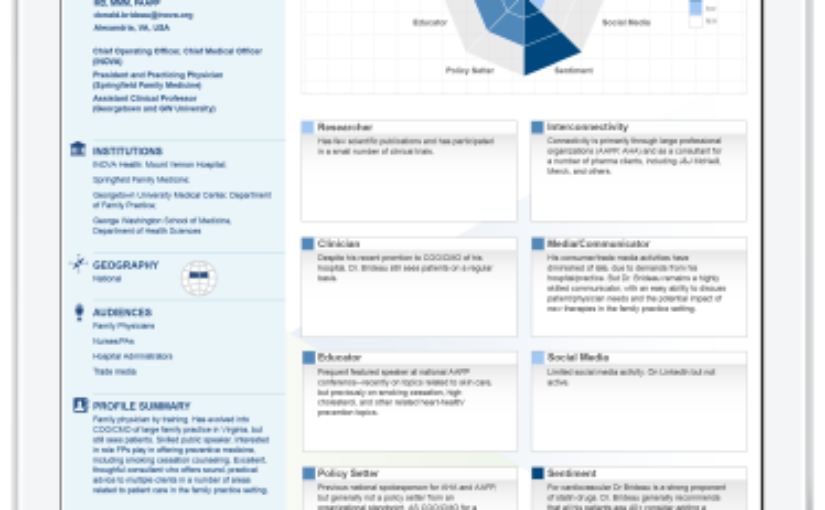 MD, MMM, FAAFP
donald.brideau@inova.org
Alexandria, VA, USA
Chief Operating Officer, Chief Medical Officer
(INOVA)
President and Practicing Physician
(Springfield Family Medicine)
Assistant Clinical Professor
(Georgetown and GW University)
INSTITUTIONS
INOVA Health: Mount Vernon Hospital;
Springfield Family Medicine;
Georgetown University Medical Center, Department
of Family Practice;
George Washington School of Medicine,
Department of Health Sciences
GEOGRAPHY
National
AUDIENCES
Family Physicians
Nurses/PAs
Hospital Administrators
Trade media
PROFILE SUMMARY
Family physician by training. Has evolved into
COO/CMO of large family practice in Virginia, but
still sees patients. Skilled public speaker. Interested
in role FPs play in offering preventive medicine,
including smoking cessation counseling. Excellent,
thoughtful consultant who offers sound, practical
advice to multiple clients in a number of areas
related to patient care in the family practice setting.
Educator
Social Media
Policy Setter
Sentiment
Low
N/A
Researcher
Has few scientific publications and has participated
in a small number of clinical trials.
Interconnectivity
Connectivity is primarily through large professional
organizations (AAFP, AHA) and as a consultant for
a number of pharma clients, including J&J McNeill,
Merck, and others.
Clinician
Despite his recent promotion to COO/CMO of his
hospital, Dr. Brideau still sees patients on a regular
basis.
Media/Communicator
His consumer/trade media activities have
diminished of late, due to demands from his
hospital/practice. But Dr. Brideau remains a highly
skilled communicator, with an easy ability to discuss
patient/physician needs and the potential impact of
new therapies in the family practice setting.
Educator
Frequent featured speaker at national AAFP
conference—recently on topics related to skin care,
but previously on smoking cessation, high
cholesterol, and other related heart-health/
prevention topics.
Social Media
Limited social media activity. On LinkedIn but not
active.
Policy Setter
Previous national spokesperson for AHA and AAFP,
but generally not a policy setter from an
organizational standpoint. AS COO/CMO for a
Sentiment
For cardiovascular Dr. Brideau is a strong proponent
of statin drugs. Dr. Brideau generally recommends
that all his patients age 40+ consider adding a